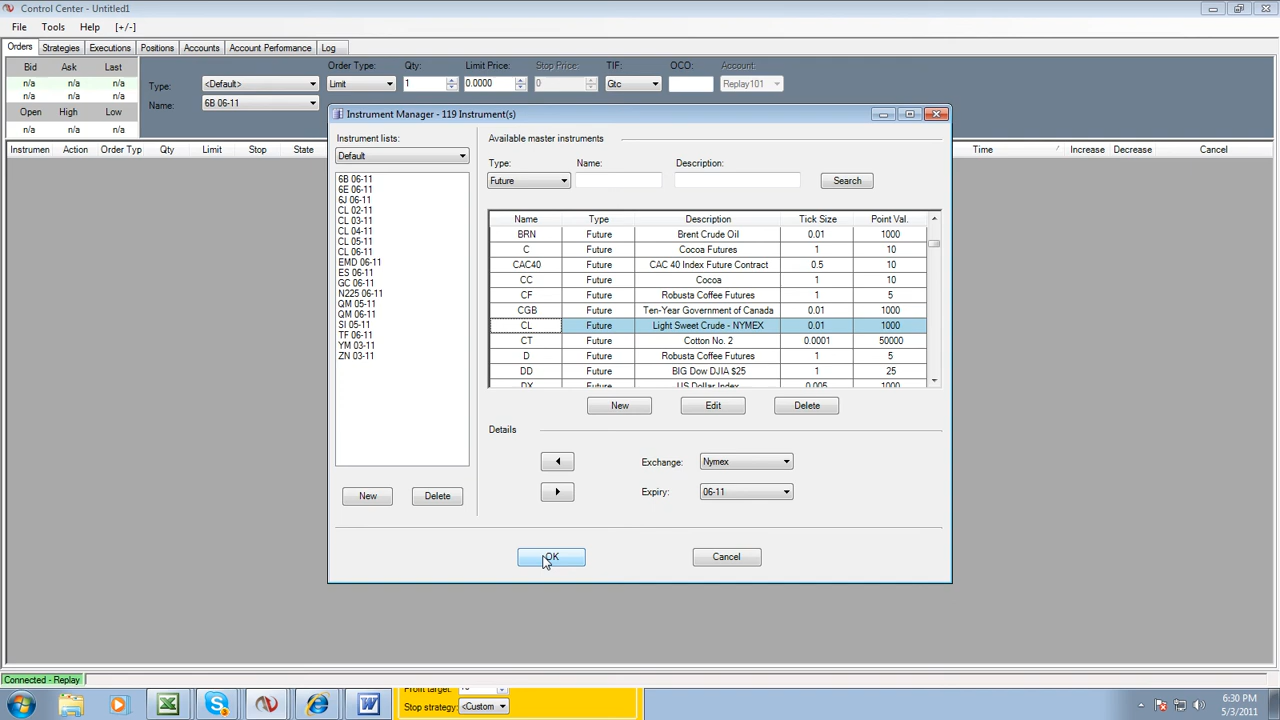 Control Center - Untitled1
File Tools Help [+/-]
Orders Strategies Executions Positions Accounts Account Performance Log
Bid Ask Last
n/a n/a n/a
n/a n/a n/a
Open High Low
n/a n/a n/a
Type: <Default>
Name: 6B 06-11
Order Type: Qty: Limit Price: Stop Price: TIF: OCO: Account:
Limit 1 0.0000 0 Gtc Replay101
Instrumen Action Order Typ Qty Limit Stop State Time Increase Decrease Cancel
Instrument Manager - 119 Instrument(s)
Instrument lists:
Default
6B 06-11
6E 06-11
6J 06-11
CL 02-11
CL 03-11
CL 04-11
CL 05-11
CL 06-11
EMD 06-11
ES 06-11
GC 06-11
N225 06-11
QM 05-11
QM 06-11
SI 05-11
TF 06-11
YM 03-11
ZN 03-11
New Delete
Available master instruments
Type: Name: Description:
Future Search
Name Type Description Tick Size Point Val.
BRN Future Brent Crude Oil 0.01 1000
C Future Cocoa Futures 1 10
CAC40 Future CAC 40 Index Future Contract 0.5 10
CC Future Cocoa 1 10
CF Future Robusta Coffee Futures 1 5
CGB Future Ten-Year Government of Canada 0.01 1000
CL Future Light Sweet Crude - NYMEX 0.01 1000
CT Future Cotton No. 2 0.0001 50000
D Future Robusta Coffee Futures 1 5
DD Future BIG Dow DJIA $25 1 25
DX Future US Dollar Index 0.005 1000
New Edit Delete
Details
Exchange: Nymex
Expiry: 06-11
OK Cancel
Connected - Replay
Profit target:
Stop strategy: <Custom
6:30 PM
5/3/2011